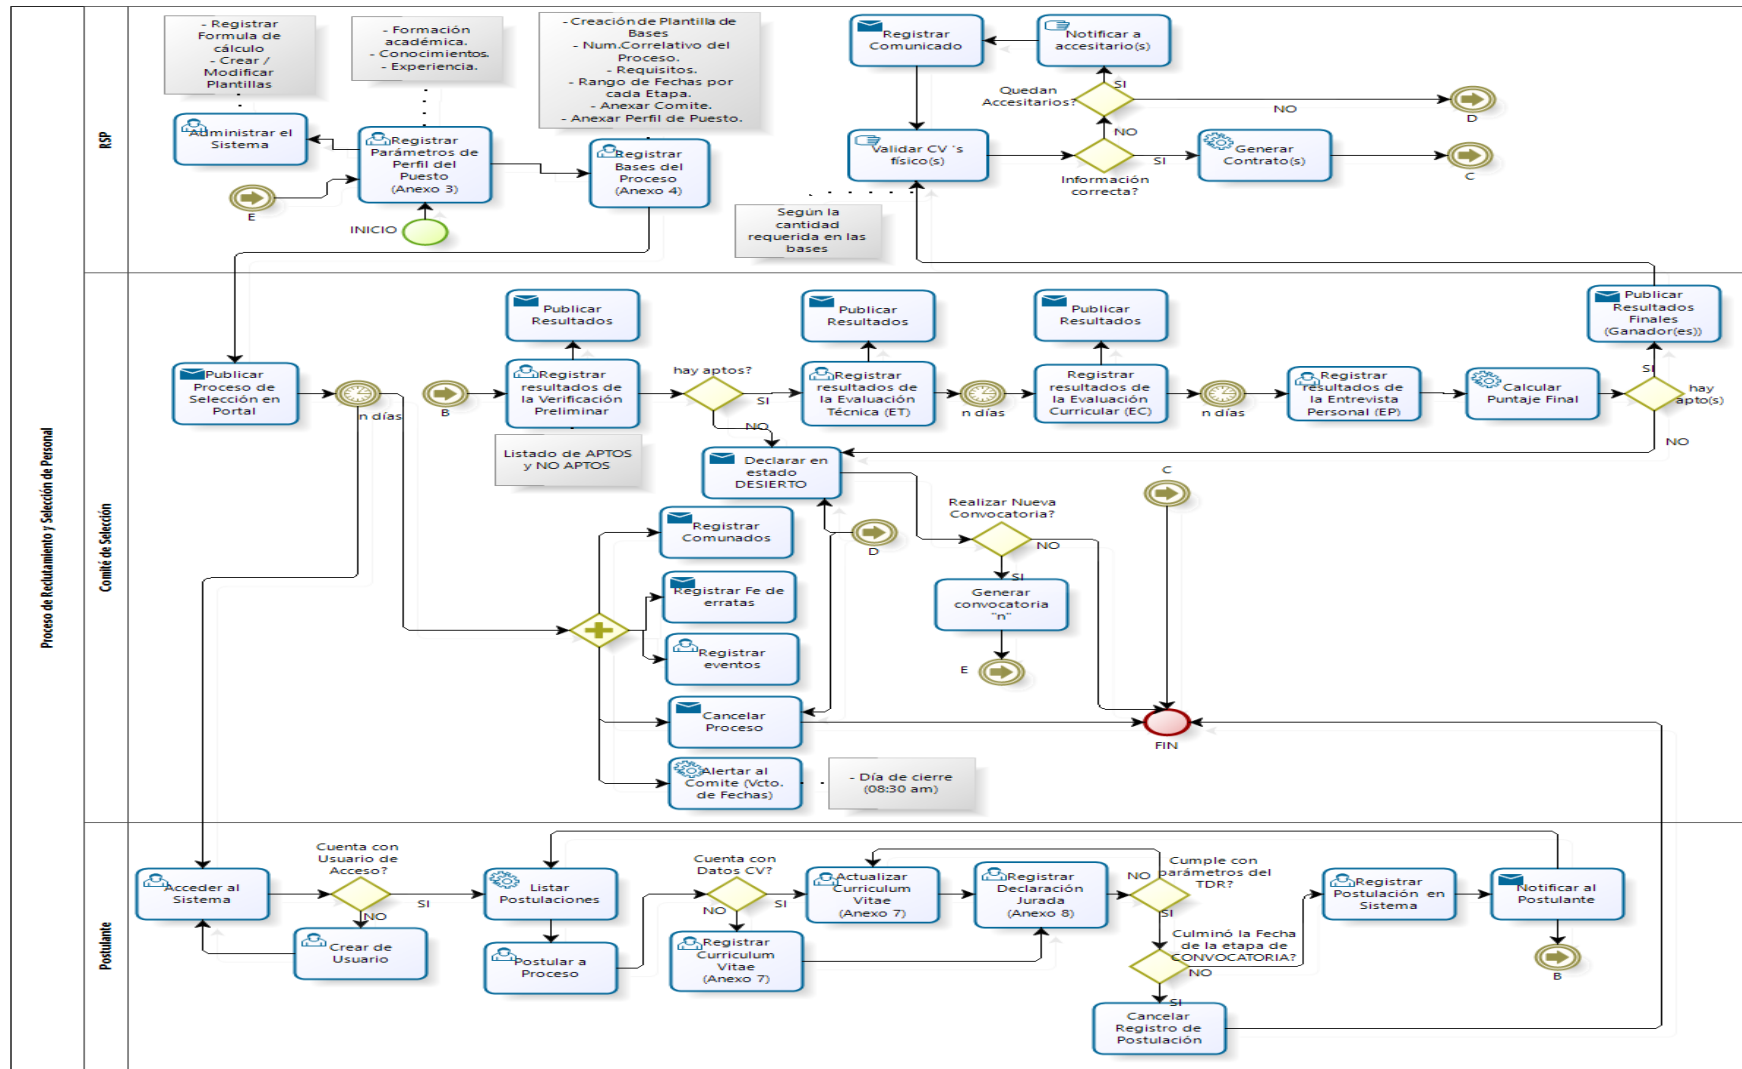 Proceso de Reclutamiento y Selección de Personal
RSP
- Registrar
Formula de
cálculo
- Crear /
Modificar
Plantillas
- Formación
académica.
- Conocimientos.
- Experiencia.
- Creación de Plantilla de
Bases
- Num.Correlativo del
Proceso.
- Requisitos.
- Rango de Fechas por
cada Etapa.
- Anexar Comite.
- Anexar Perfil de Puesto.
Administrar el
Sistema
Registrar
Parámetros de
Perfil del
Puesto
(Anexo 3)
Registrar
Bases del
Proceso
(Anexo 4)
E
INICIO
Registrar
Comunicado
Notificar a
accesitario(s)
Quedan
Accesitarios?
SI
NO
D
Validar CV ´s
físico(s)
NO
SI
Información
correcta?
Generar
Contrato(s)
C
Según la
cantidad
requerida en las
bases
Comité de Selección
Publicar
Proceso de
Selección en
Portal
n días
B
Publicar
Resultados
Registrar
resultados de
la Verificación
Preliminar
Listado de APTOS
y NO APTOS
hay aptos?
SI
NO
Publicar
Resultados
Registrar
resultados de
la Evaluación
Técnica (ET)
n días
Publicar
Resultados
Registrar
resultados de
la Evaluación
Curricular (EC)
n días
Registrar
resultados de
la Entrevista
Personal (EP)
Calcular
Puntaje Final
Publicar
Resultados
Finales
(Ganador(es))
SI
hay
apto(s)
NO
Declarar en
estado
DESIERTO
D
Realizar Nueva
Convocatoria?
NO
SI
Generar
convocatoria
"n"
E
C
Registrar
Comunados
Registrar Fe de
erratas
Registrar
eventos
Cancelar
Proceso
Alertar al
Comite (Vcto.
de Fechas)
- Día de cierre
(08:30 am)
FIN
Postulante
Acceder al
Sistema
Cuenta con
Usuario de
Acceso?
SI
NO
Crear de
Usuario
Listar
Postulaciones
Postular a
Proceso
Cuenta con
Datos CV?
SI
NO
Registrar
Curriculum
Vitae
(Anexo 7)
Actualizar
Curriculum
Vitae
(Anexo 7)
Registrar
Declaración
Jurada
(Anexo 8)
Cumple con
parámetros del
TDR?
NO
SI
Culminó la Fecha
de la etapa de
CONVOCATORIA?
NO
SI
Cancelar
Registro de
Postulación
Registrar
Postulación en
Sistema
Notificar al
Postulante
B